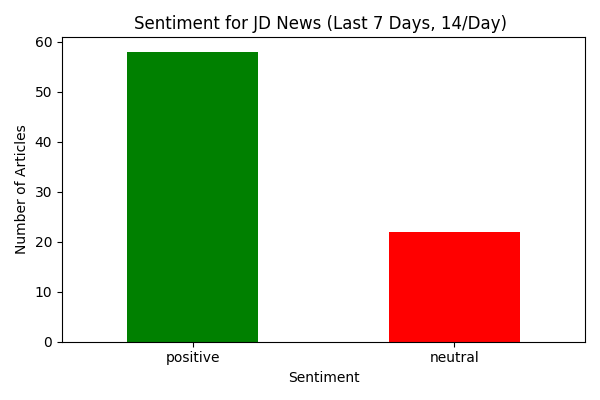 Sentiment for JD News (Last 7 Days, 14/Day)
Number of Articles
60
50
40
30
20
10
0
positive
neutral
Sentiment